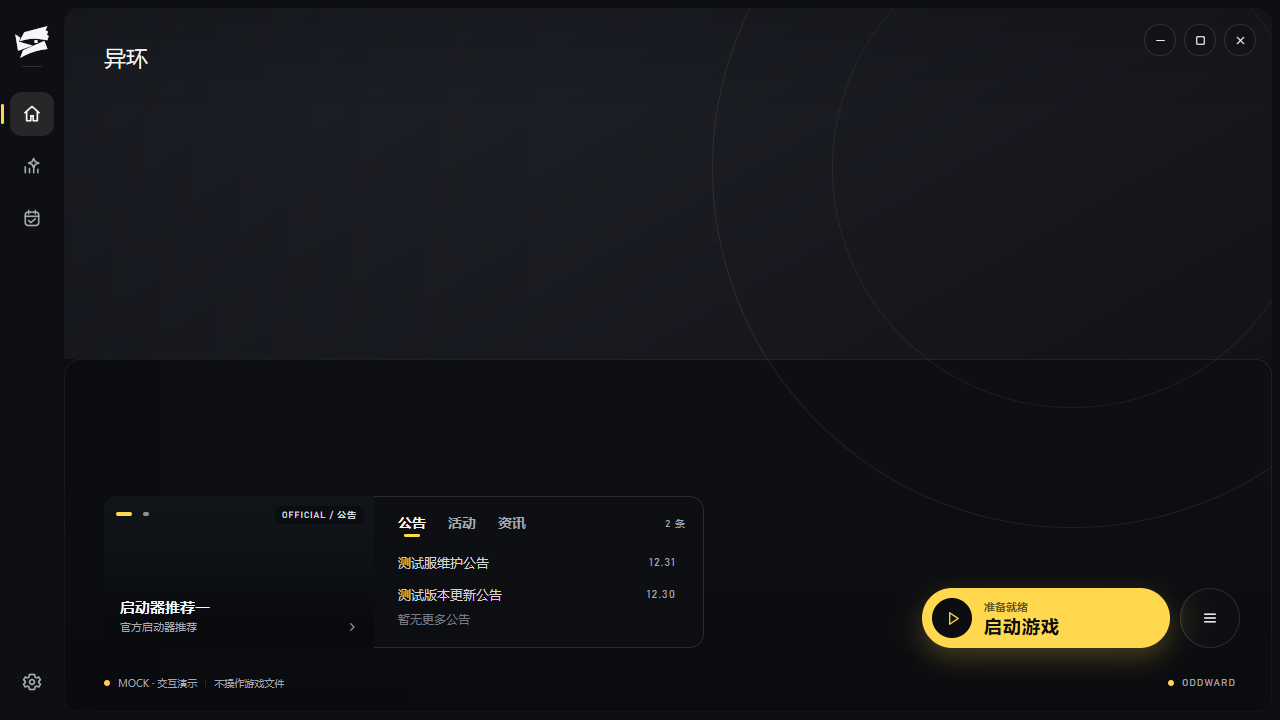 异环
OFFICIAL / 公告
启动器推荐一
官方启动器推荐
公告 活动 资讯 2 条
测试服维护公告 12.31
测试版本更新公告 12.30
暂无更多公告
准备就绪
启动游戏
MOCK · 交互演示 | 不操作游戏文件
ODDWARD